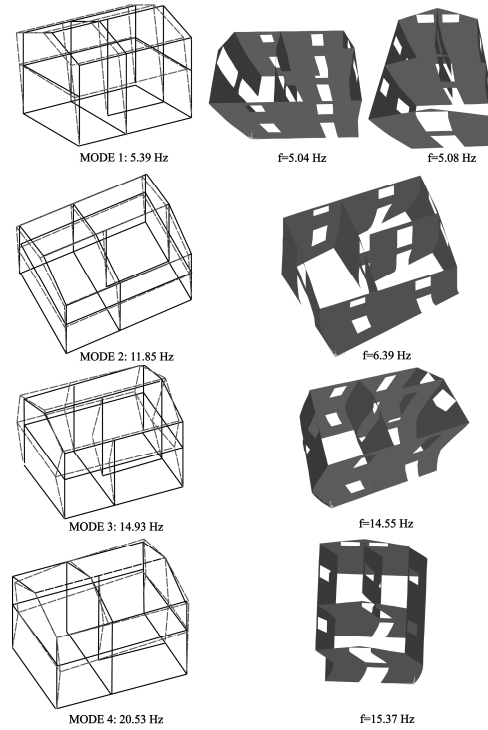 MODE 1: 5.39 Hz
f=5.04 Hz
f=5.08 Hz
MODE 2: 11.85 Hz
f=6.39 Hz
MODE 3: 14.93 Hz
f=14.55 Hz
MODE 4: 20.53 Hz
f=15.37 Hz